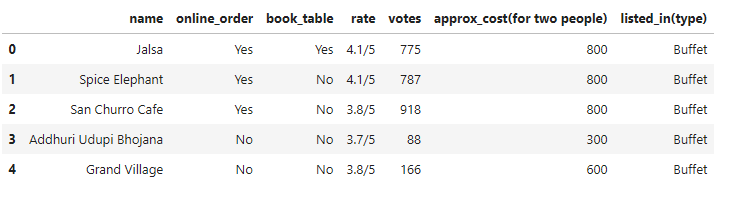 name online_order book_table rate votes approx_cost(for two people) listed_in(type)
0 Jalsa Yes Yes 4.1/5 775 800 Buffet
1 Spice Elephant Yes No 4.1/5 787 800 Buffet
2 San Churro Cafe Yes No 3.8/5 918 800 Buffet
3 Addhuri Udupi Bhojana No No 3.7/5 88 300 Buffet
4 Grand Village No No 3.8/5 166 600 Buffet